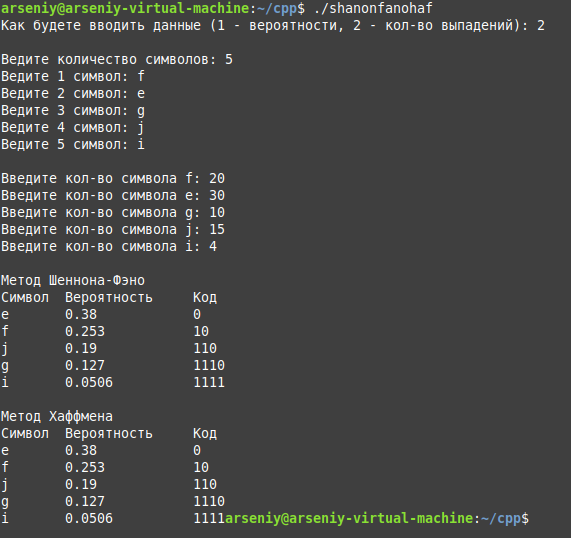 arseniy@arseniy-virtual-machine:~/cpp$ ./shanonfanohaf
Как будете вводить данные (1 - вероятности, 2 - кол-во выпадений): 2
Ведите количество символов: 5
Ведите 1 символ: f
Ведите 2 символ: e
Ведите 3 символ: g
Ведите 4 символ: j
Ведите 5 символ: i
Введите кол-во символа f: 20
Введите кол-во символа e: 30
Введите кол-во символа g: 10
Введите кол-во символа j: 15
Введите кол-во символа i: 4
Метод Шеннона-Фэно
Символ Вероятность Код
e 0.38 0
f 0.253 10
j 0.19 110
g 0.127 1110
i 0.0506 1111
Метод Хаффмена
Символ Вероятность Код
e 0.38 0
f 0.253 10
j 0.19 110
g 0.127 1110
i 0.0506 1111arseniy@arseniy-virtual-machine:~/cpp$